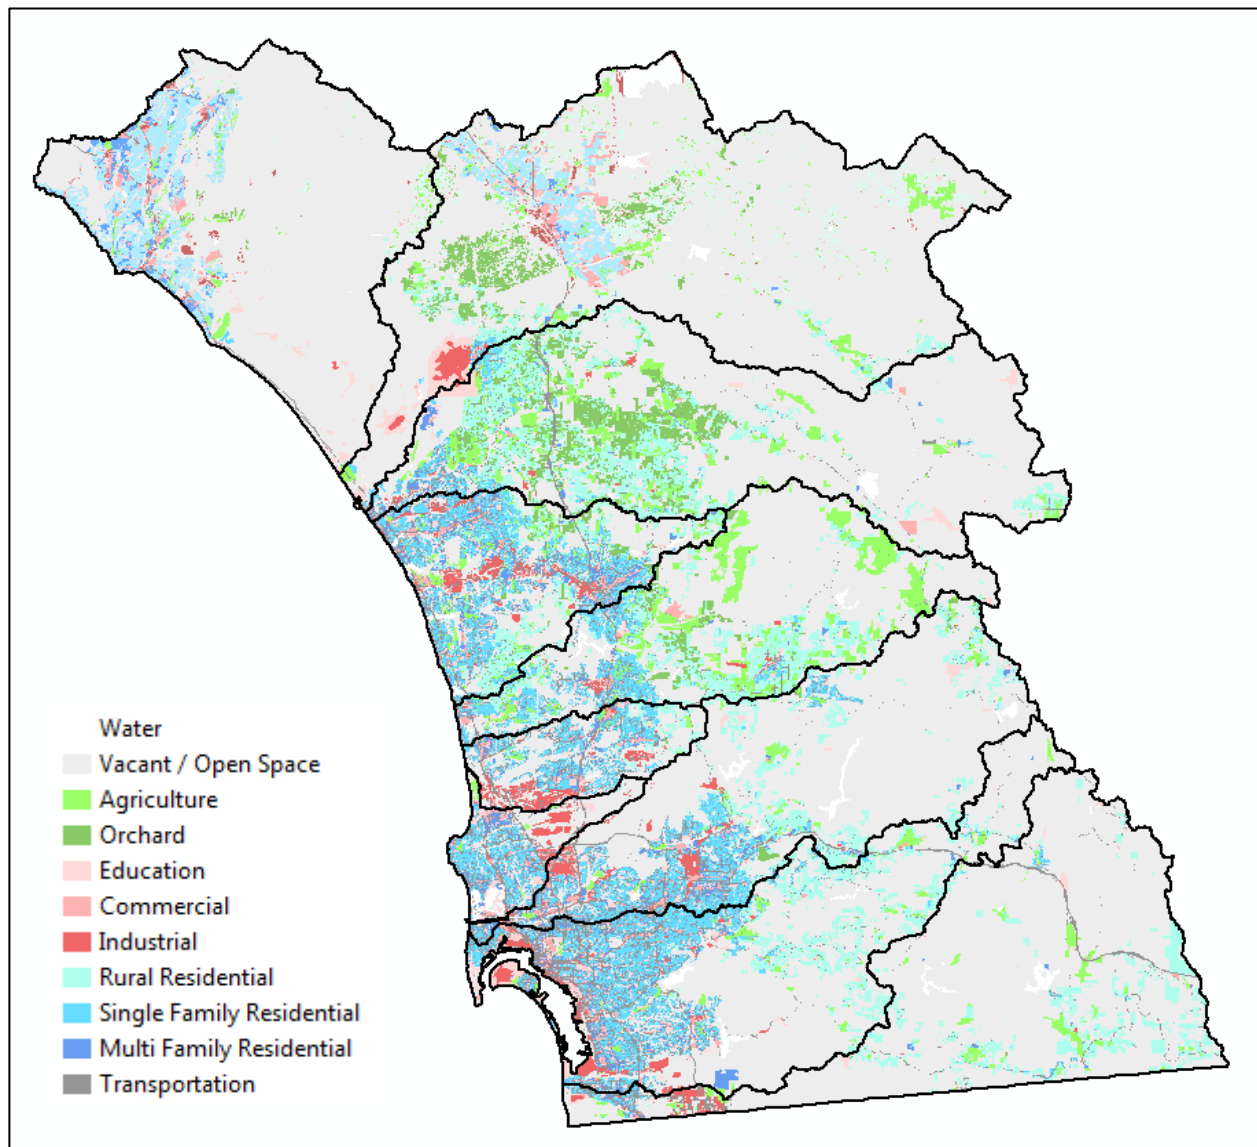 Water
Vacant / Open Space
Agriculture
Orchard
Education
Commercial
Industrial
Rural Residential
Single Family Residential
Multi Family Residential
Transportation